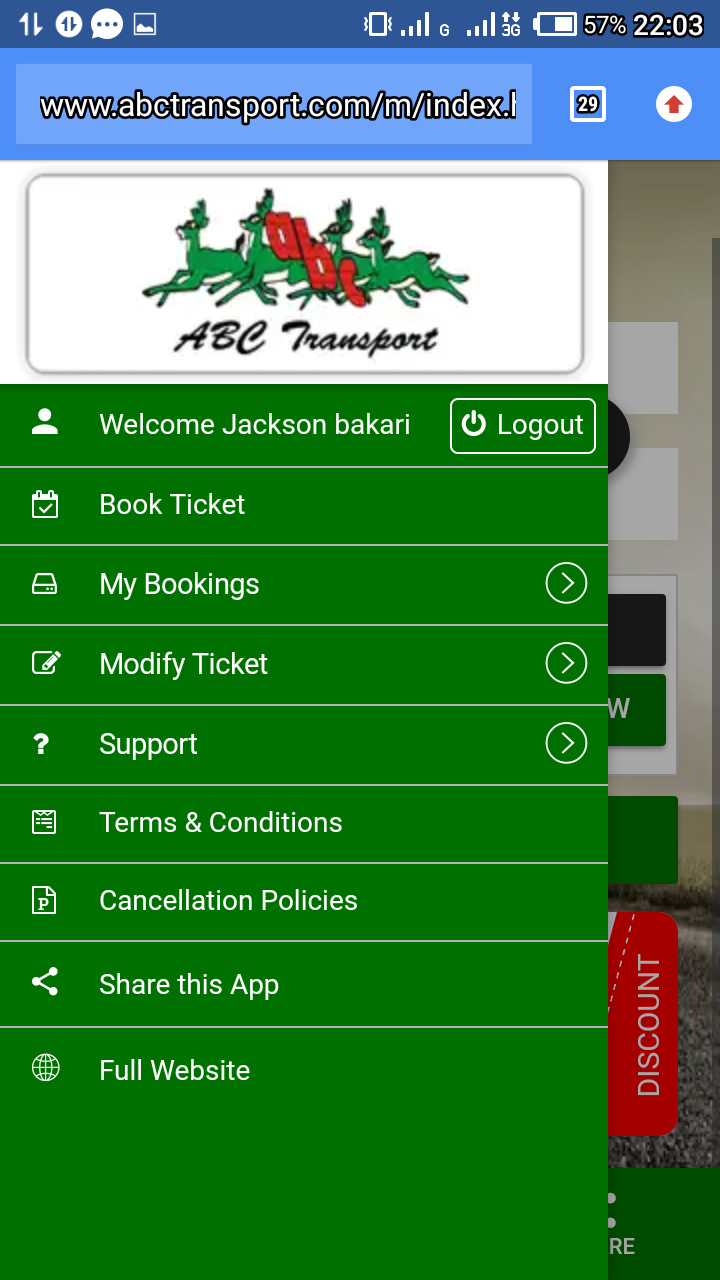 G 3G 57% 22:03
www.abctransport.com/m/index.h
29
abc
ABC Transport
Welcome Jackson bakari
Logout
Book Ticket
My Bookings
Modify Ticket
Support
W
Terms & Conditions
P Cancellation Policies
DISCOUNT
Share this App
Full Website
RE